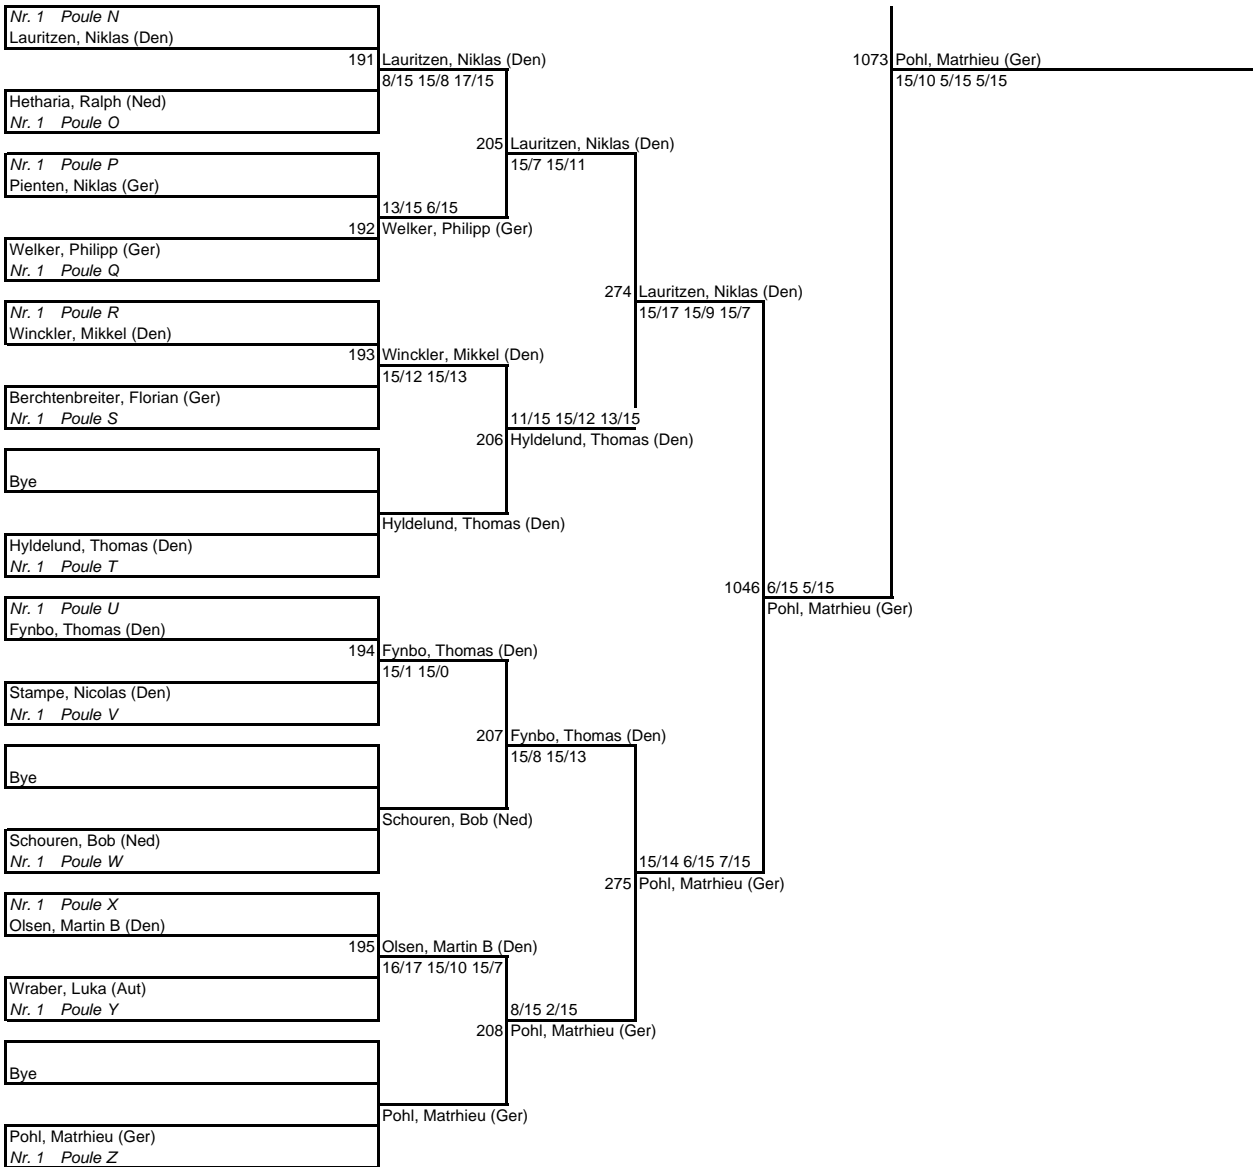 Nr. 1 Poule N
Lauritzen, Niklas (Den)
191 Lauritzen, Niklas (Den)
1073 Pohl, Matrhieu (Ger)
8/15 15/8 17/15
15/10 5/15 5/15
Hetharia, Ralph (Ned)
Nr. 1 Poule O
205 Lauritzen, Niklas (Den)
Nr. 1 Poule P
15/7 15/11
Pienten, Niklas (Ger)
13/15 6/15
192 Welker, Philipp (Ger)
Welker, Philipp (Ger)
Nr. 1 Poule Q
274 Lauritzen, Niklas (Den)
Nr. 1 Poule R
15/17 15/9 15/7
Winckler, Mikkel (Den)
193 Winckler, Mikkel (Den)
15/12 15/13
Berchtenbreiter, Florian (Ger)
Nr. 1 Poule S
11/15 15/12 13/15
206 Hyldelund, Thomas (Den)
Bye
Hyldelund, Thomas (Den)
Hyldelund, Thomas (Den)
Nr. 1 Poule T
1046 6/15 5/15
Nr. 1 Poule U
Pohl, Matrhieu (Ger)
Fynbo, Thomas (Den)
194 Fynbo, Thomas (Den)
15/1 15/0
Stampe, Nicolas (Den)
Nr. 1 Poule V
207 Fynbo, Thomas (Den)
15/8 15/13
Bye
Schouren, Bob (Ned)
Schouren, Bob (Ned)
Nr. 1 Poule W
15/14 6/15 7/15
275 Pohl, Matrhieu (Ger)
Nr. 1 Poule X
Olsen, Martin B (Den)
195 Olsen, Martin B (Den)
16/17 15/10 15/7
Wraber, Luka (Aut)
Nr. 1 Poule Y
8/15 2/15
208 Pohl, Matrhieu (Ger)
Bye
Pohl, Matrhieu (Ger)
Pohl, Matrhieu (Ger)
Nr. 1 Poule Z